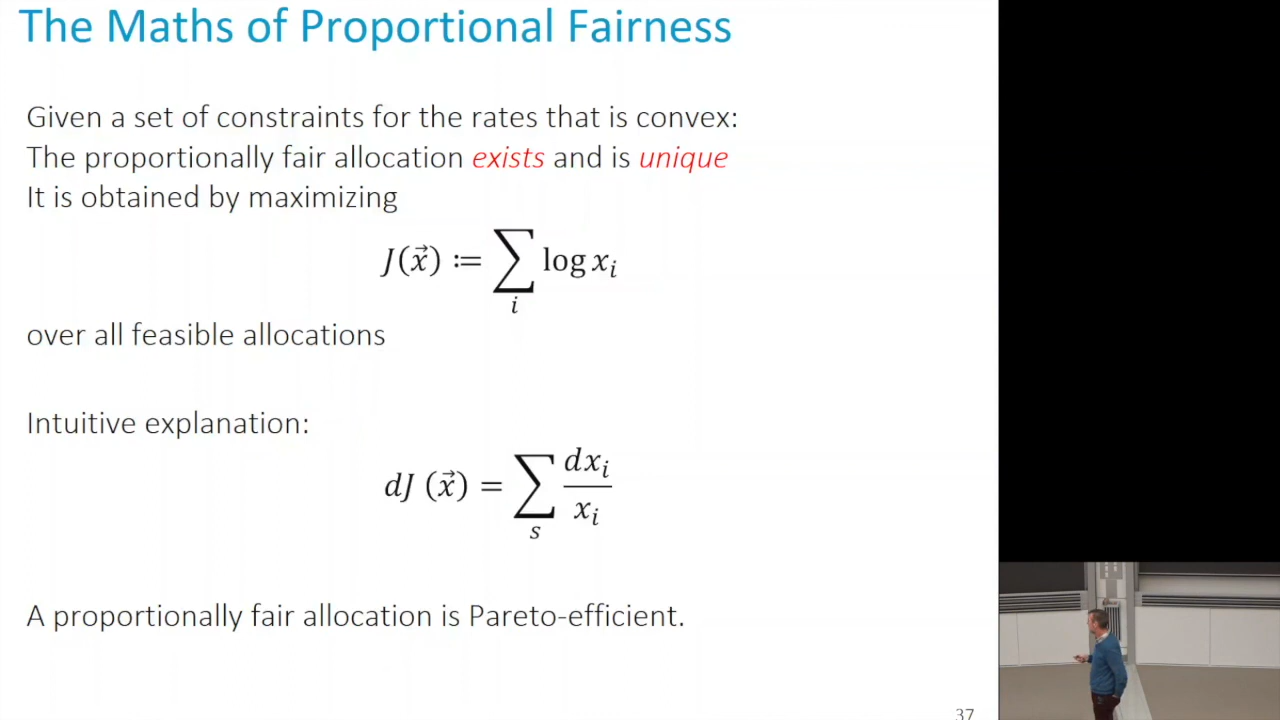 The Maths of Proportional Fairness
Given a set of constraints for the rates that is convex:
The proportionally fair allocation exists and is unique
It is obtained by maximizing
J(x⃗) ≔ ∑_i log x_i
over all feasible allocations
Intuitive explanation:
dJ (x⃗) = ∑_s dx_i / x_i
A proportionally fair allocation is Pareto-efficient.
37